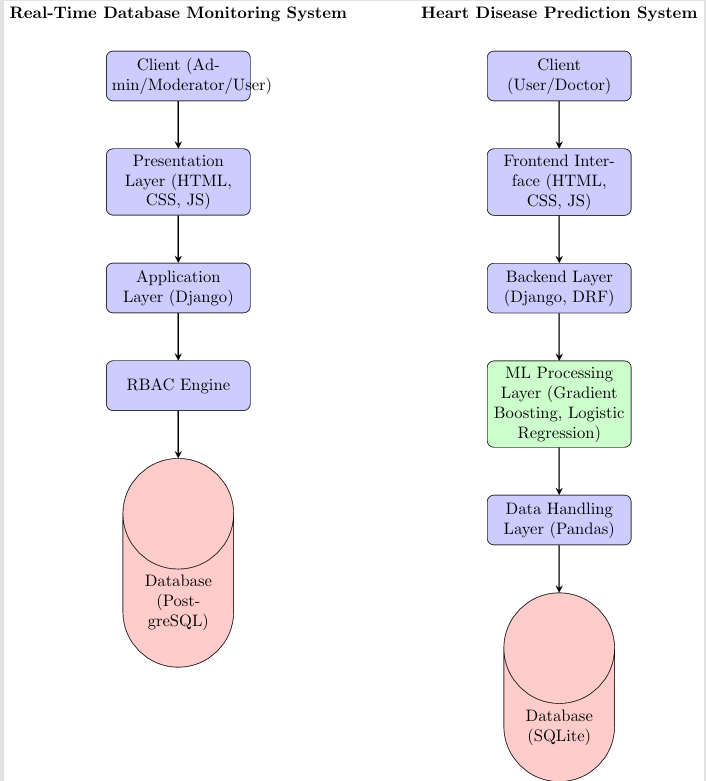 Real-Time Database Monitoring System
Client (Ad-
min/Moderator/User)
Presentation
Layer (HTML,
CSS, JS)
Application
Layer (Django)
RBAC Engine
Database
(Post-
greSQL)
Heart Disease Prediction System
Client
(User/Doctor)
Frontend Inter-
face (HTML,
CSS, JS)
Backend Layer
(Django, DRF)
ML Processing
Layer (Gradient
Boosting, Logistic
Regression)
Data Handling
Layer (Pandas)
Database
(SQLite)